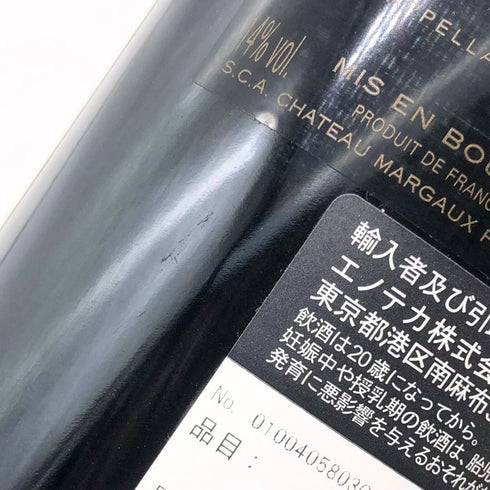 PPELLA
14% vol.
MIS EN BOU
PRODUIT DE FRANC
S.C.A. CHATEAU MARGAUX P
輸入者及び引
エノテカ株式会
東京都港区南麻布
飲酒は20歳になってから。
妊娠中や授乳期の飲酒は、胎児
発育に悪影響を与えるおそれが
No. 0100405803
品目: